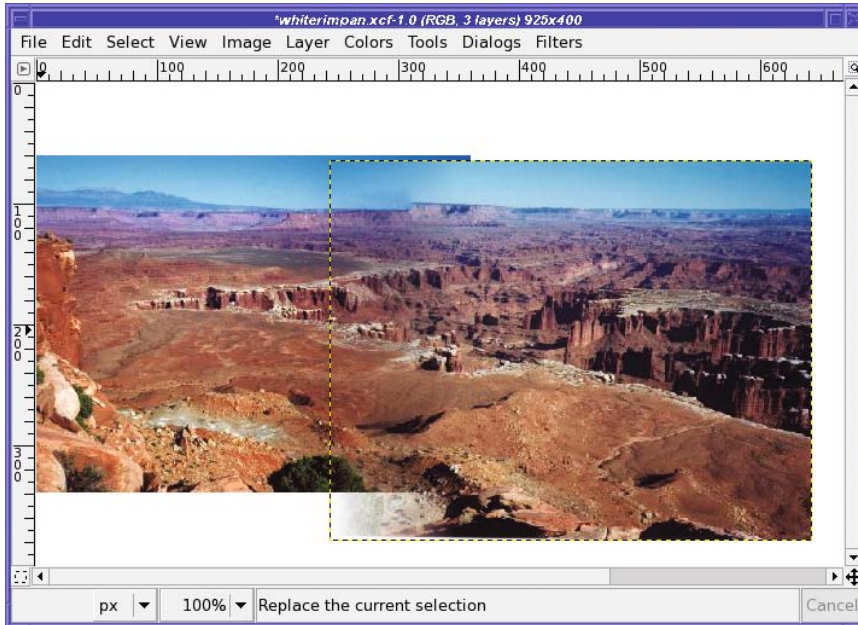 *whiterimpan.xcf-1.0 (RGB, 3 layers) 925x400
File Edit Select View Image Layer Colors Tools Dialogs Filters
0 100 200 300 400 500 600
0
100
200
300
px 100% Replace the current selection Cancel